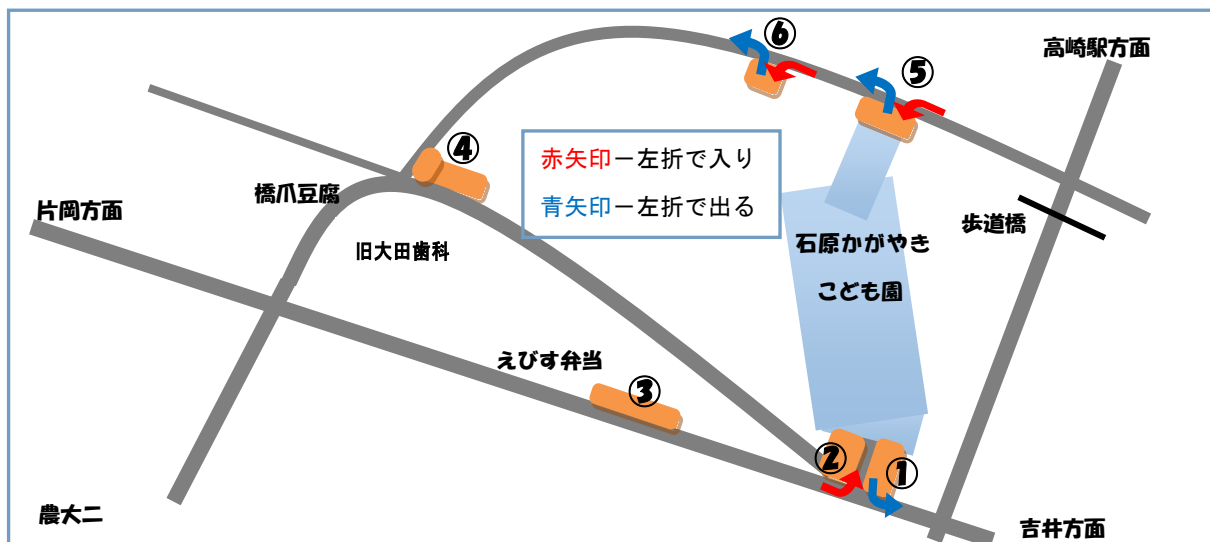 ⑥
高崎駅方面
⑤
赤矢印－左折で入り
青矢印－左折で出る
④
橋爪豆腐
片岡方面
旧大田歯科
歩道橋
石原かがやき
こども園
えびす弁当
③
②
①
農大二
吉井方面